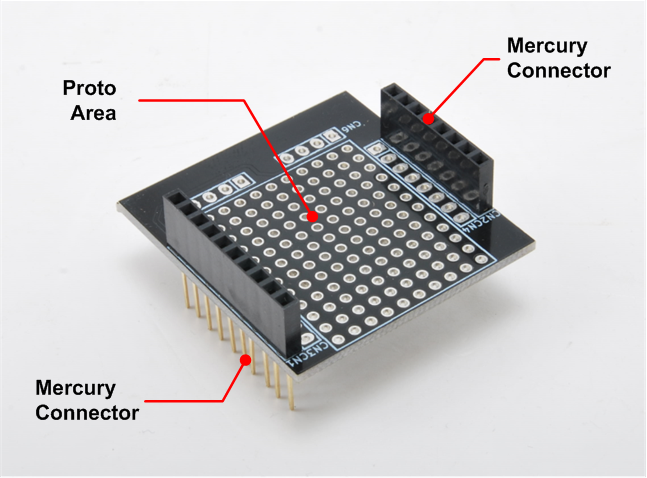 Mercury
Connector
Proto
Area
CN6
CN2CN4
CN3CN1
Mercury
Connector